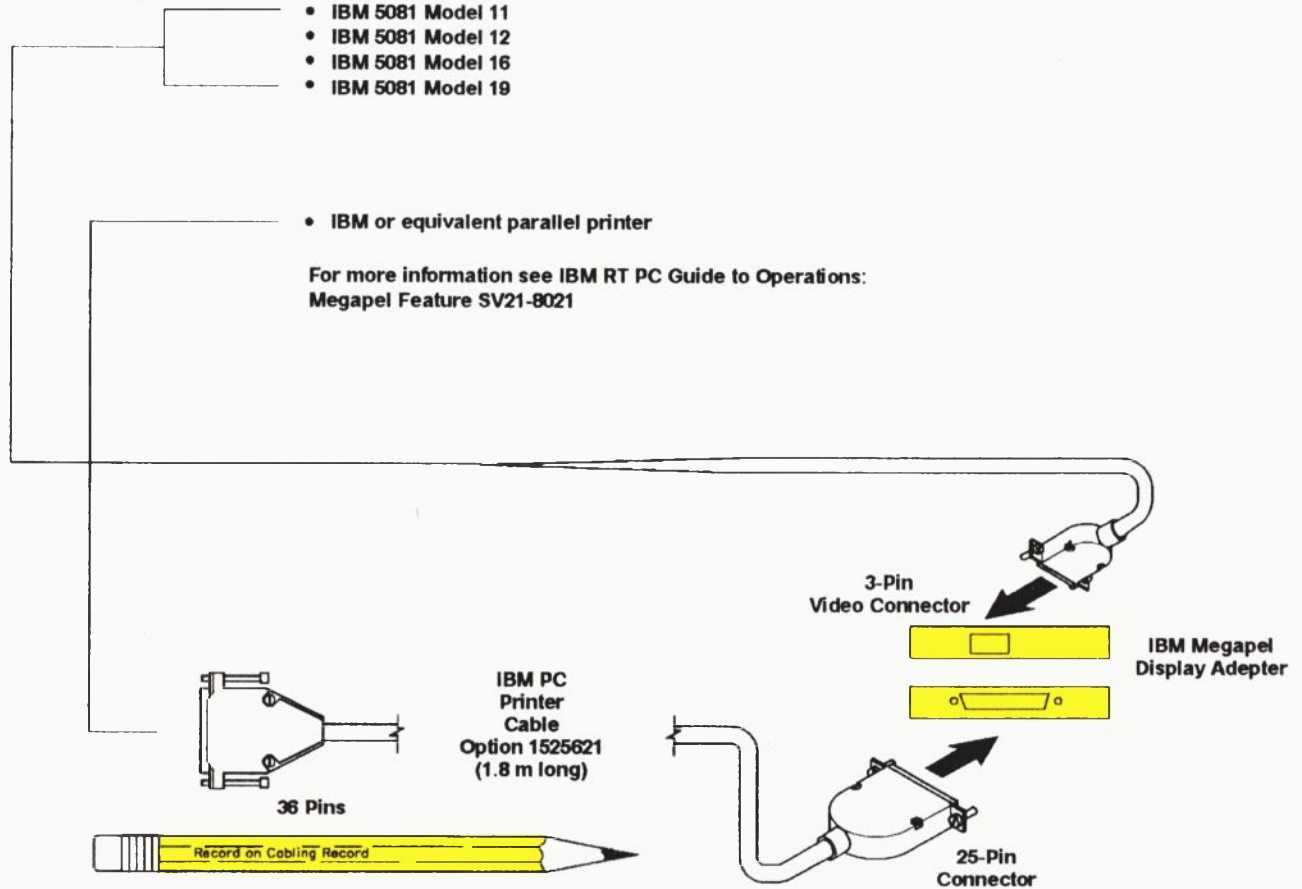 • IBM 5081 Model 11
• IBM 5081 Model 12
• IBM 5081 Model 16
• IBM 5081 Model 19
• IBM or equivalent parallel printer
For more information see IBM RT PC Guide to Operations:
Megapel Feature SV21-8021
3-Pin
Video Connector
IBM Megapel
Display Adepter
IBM PC
Printer
Cable
Option 1525621
(1.8 m long)
36 Pins
Record on Cabling Record
25-Pin
Connector